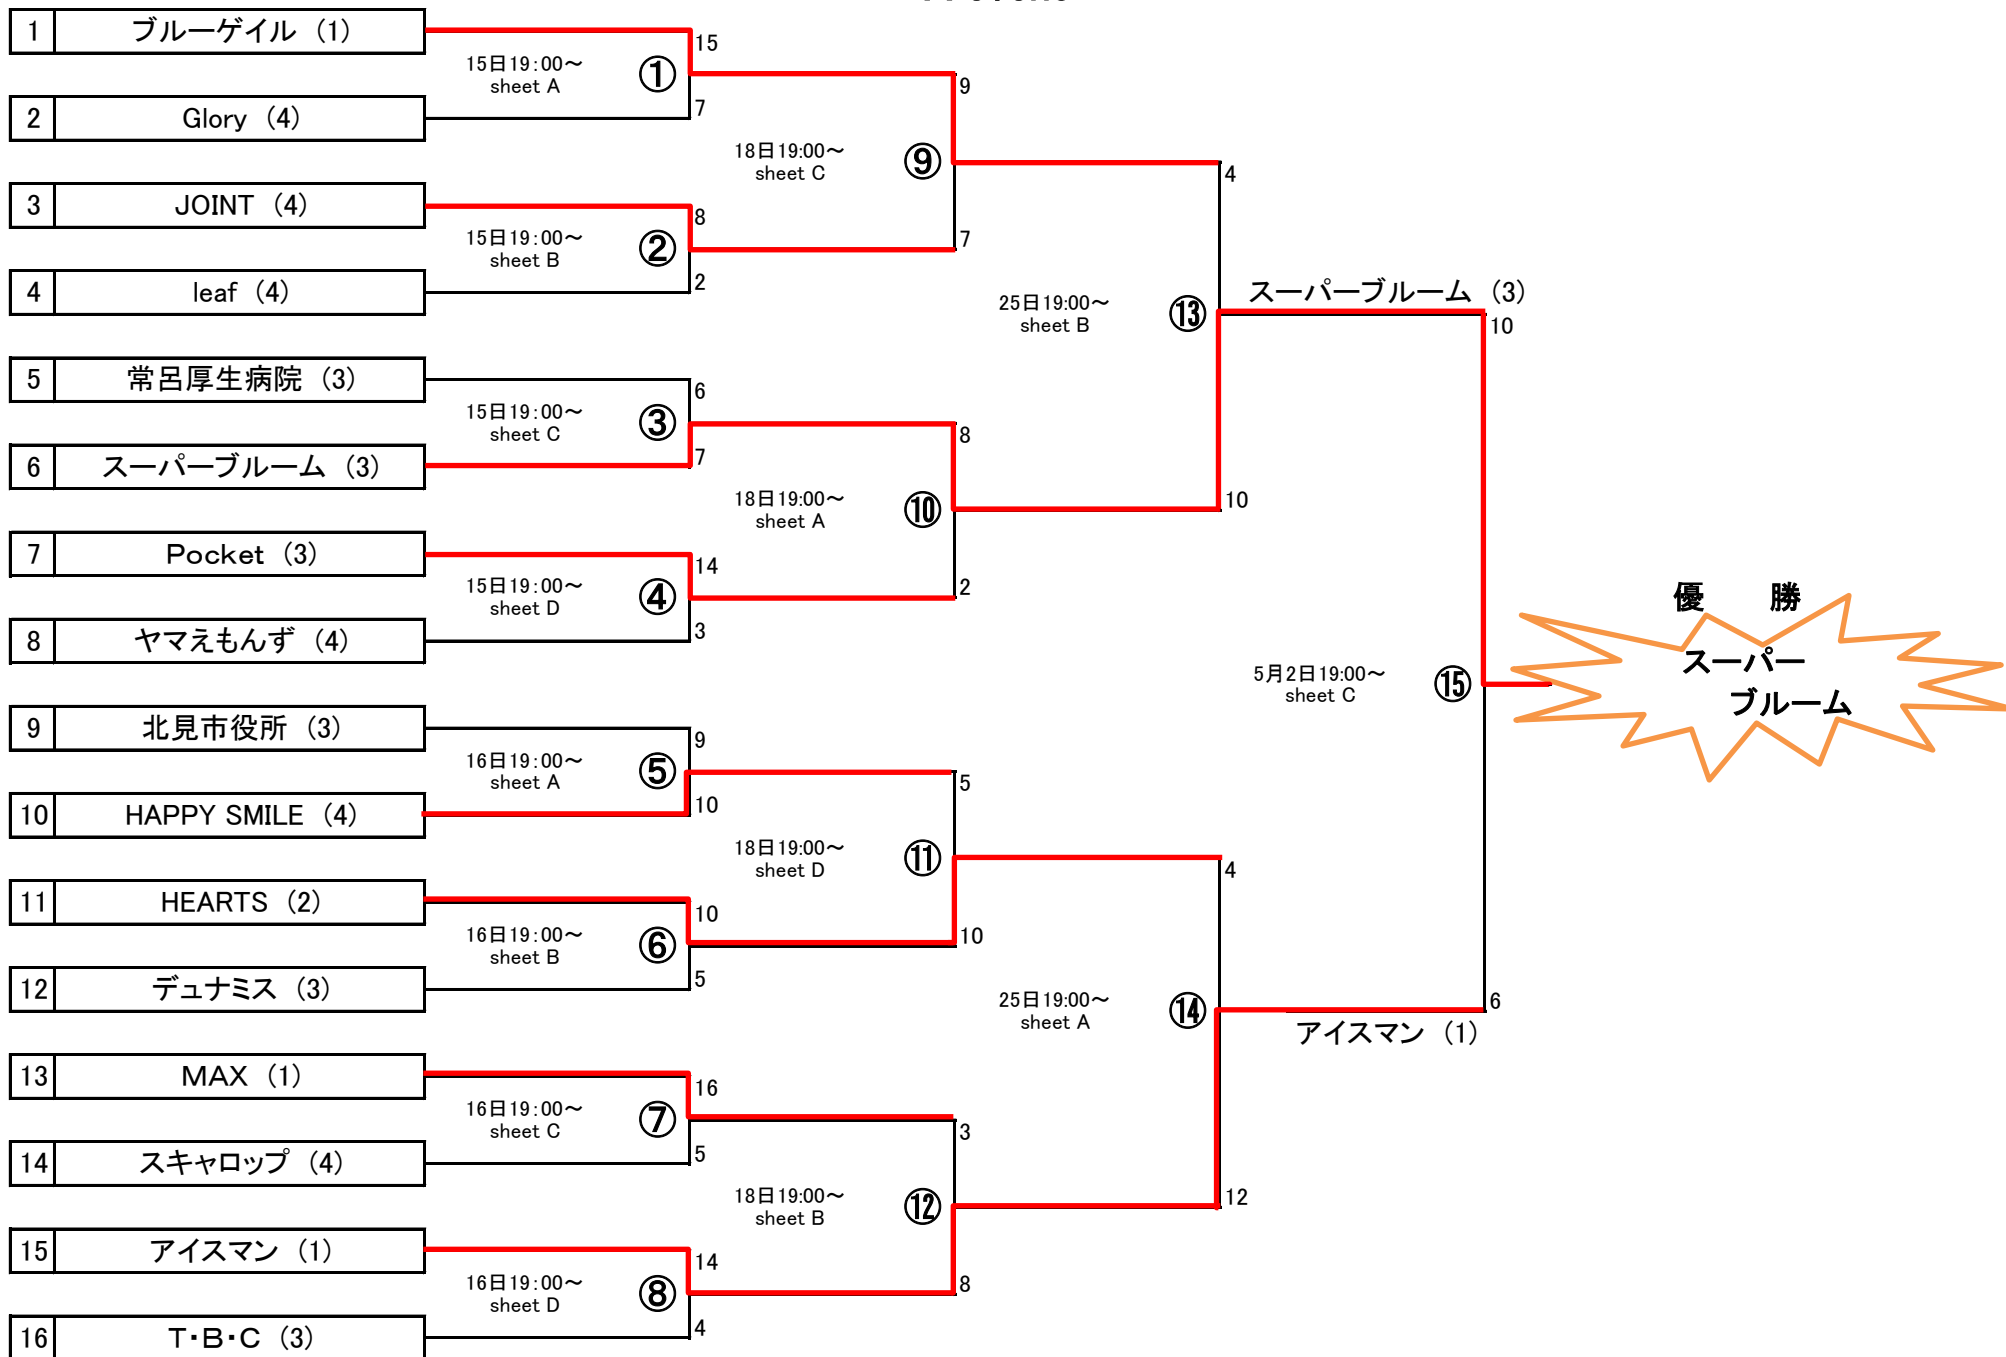 1 ブルーゲイル (1)
15
15日19:00～
sheet A
①
9
2 Glory (4)
7
18日19:00～
sheet C
⑨
4
3 JOINT (4)
8
15日19:00～
sheet B
②
7
4 leaf (4)
2
25日19:00～
sheet B
⑬
スーパーブルーム (3)
10
5 常呂厚生病院 (3)
6
15日19:00～
sheet C
③
8
6 スーパーブルーム (3)
7
18日19:00～
sheet A
⑩
10
7 Pocket (3)
14
15日19:00～
sheet D
④
2
8 ヤマえもんず (4)
3
優 勝
スーパー
ブルーム
5月2日19:00～
sheet C
⑮
9 北見市役所 (3)
9
16日19:00～
sheet A
⑤
5
10 HAPPY SMILE (4)
10
18日19:00～
sheet D
⑪
4
11 HEARTS (2)
10
16日19:00～
sheet B
⑥
10
12 デュナミス (3)
5
25日19:00～
sheet A
⑭
6
アイスマン (1)
13 MAX (1)
16
16日19:00～
sheet C
⑦
3
14 スキャロップ (4)
5
18日19:00～
sheet B
⑫
12
15 アイスマン (1)
14
16日19:00～
sheet D
⑧
8
16 T・B・C (3)
4